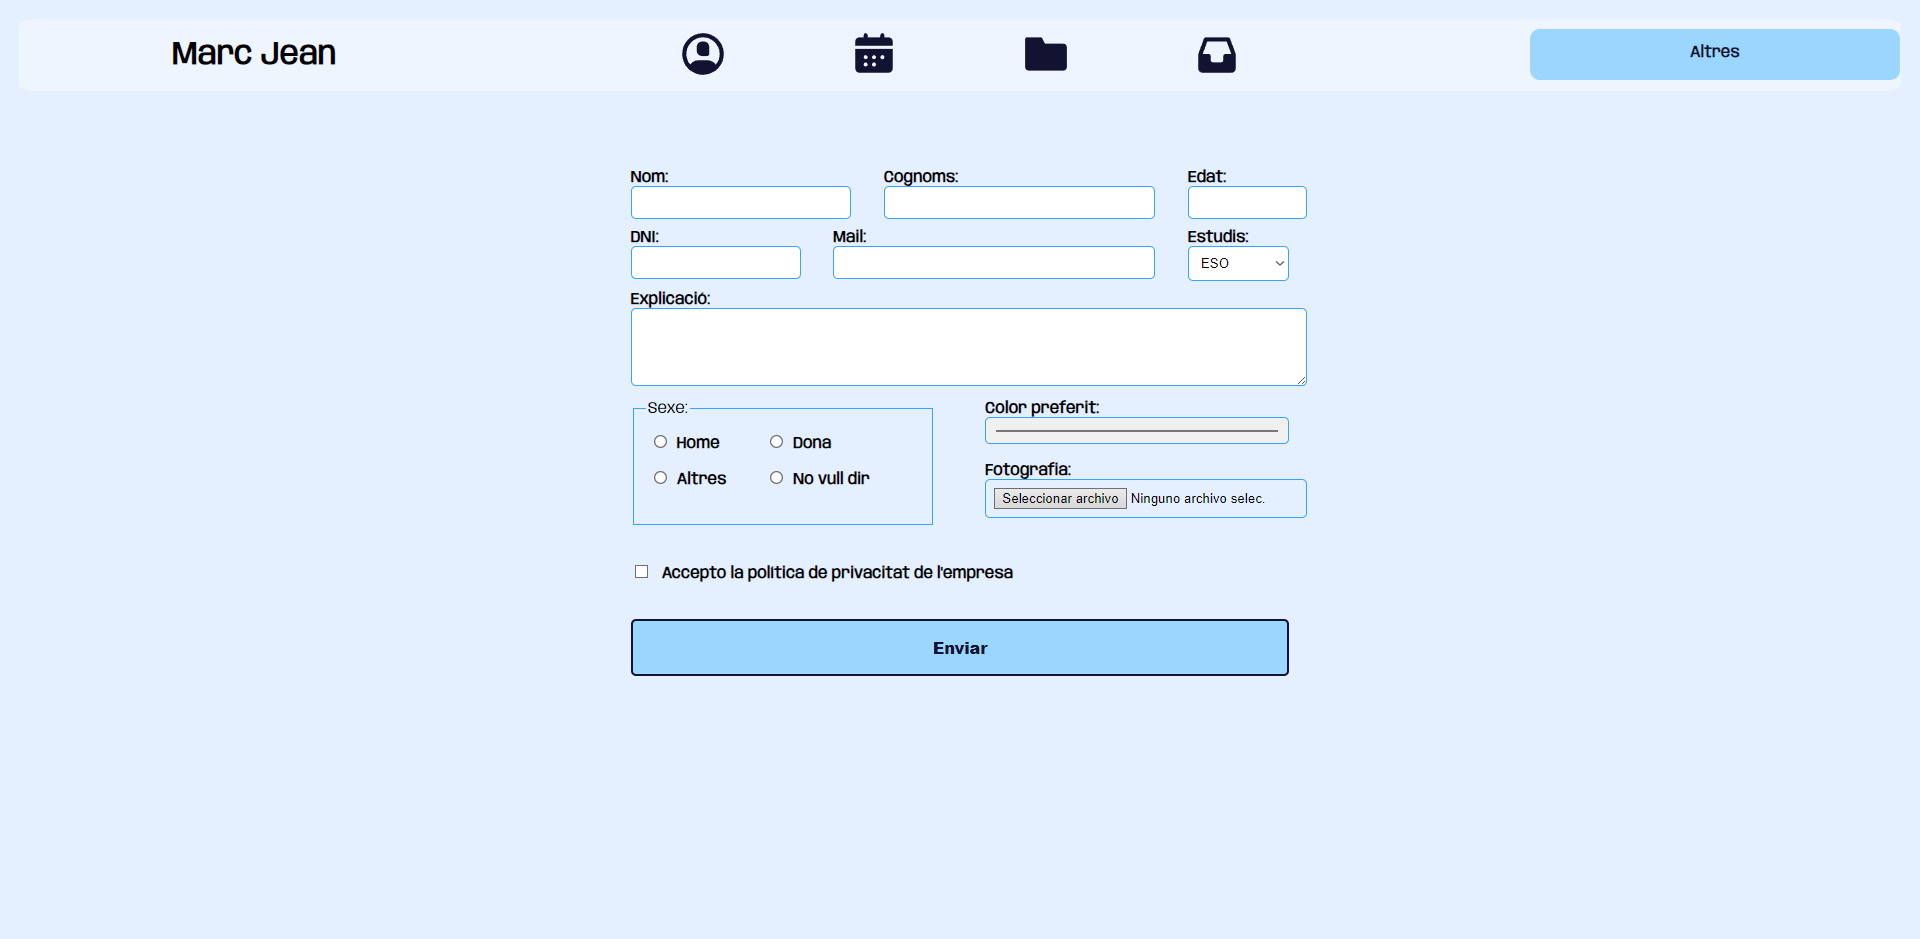 Marc Jean
Altres
Nom: Cognoms: Edat:
DNI: Mail: Estudis:
ESO
Explicació:
Sexe:
Home Dona
Altres No vull dir
Color preferit:
Fotografia:
Seleccionar archivo Ninguno archivo selec.
Accepto la política de privacitat de l'empresa
Enviar